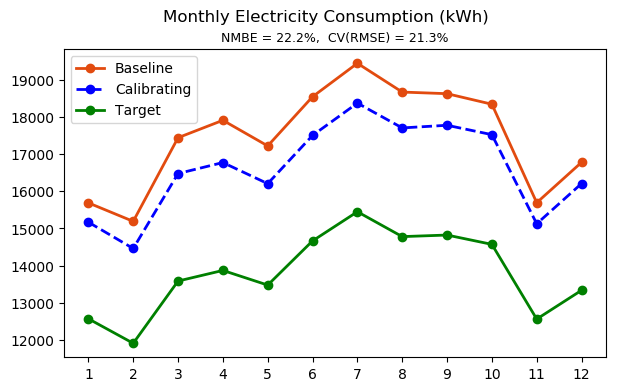 Monthly Electricity Consumption (kWh)
NMBE = 22.2%,  CV(RMSE) = 21.3%
Baseline
Calibrating
Target
19000
18000
17000
16000
15000
14000
13000
12000
1 2 3 4 5 6 7 8 9 10 11 12